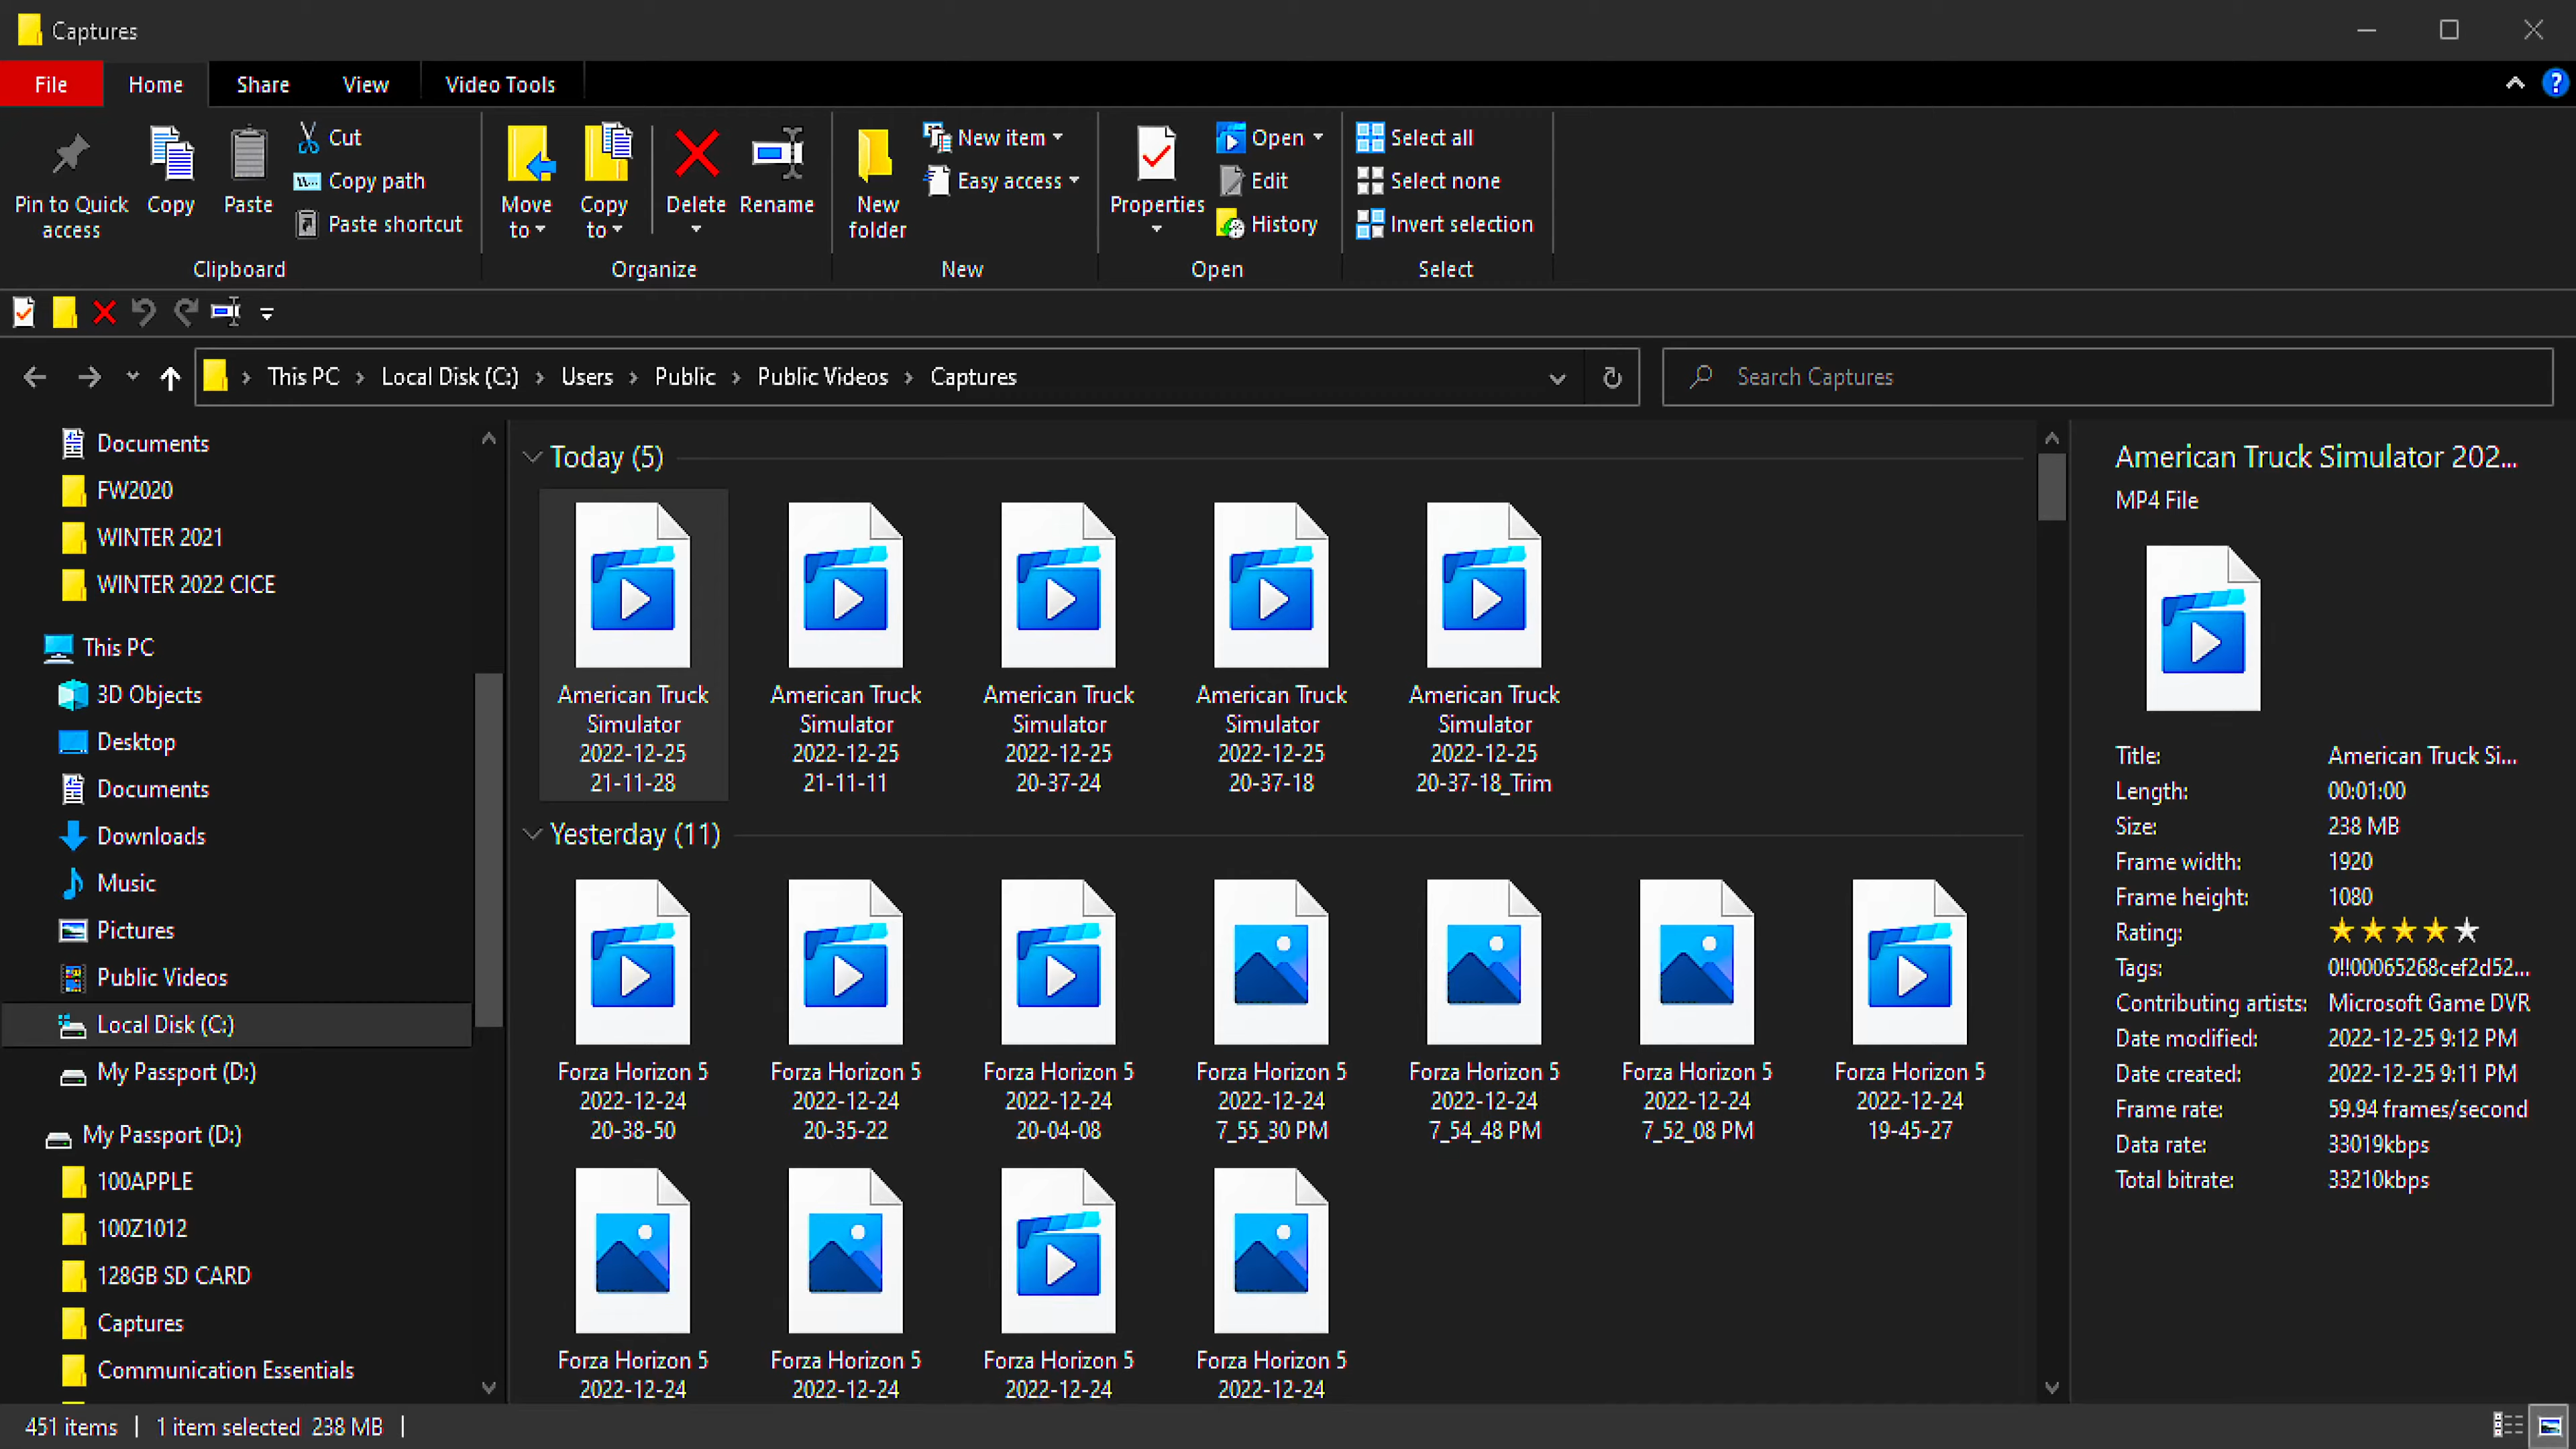 Captures
File Home Share View Video Tools
Pin to Quick access
Copy
Paste
Cut
Copy path
Paste shortcut
Clipboard
Move to
Copy to
Delete
Rename
Organize
New folder
New item
Easy access
New
Properties
Open
Edit
History
Open
Select all
Select none
Invert selection
Select
This PC > Local Disk (C:) > Users > Public > Public Videos > Captures
Search Captures
Documents
FW2020
WINTER 2021
WINTER 2022 CICE
This PC
3D Objects
Desktop
Documents
Downloads
Music
Pictures
Public Videos
Local Disk (C:)
My Passport (D:)
My Passport (D:)
100APPLE
100Z1012
128GB SD CARD
Captures
Communication Essentials
Today (5)
American Truck Simulator 2022-12-25 21-11-28
American Truck Simulator 2022-12-25 21-11-11
American Truck Simulator 2022-12-25 20-37-24
American Truck Simulator 2022-12-25 20-37-18
American Truck Simulator 2022-12-25 20-37-18_Trim
Yesterday (11)
Forza Horizon 5 2022-12-24 20-38-50
Forza Horizon 5 2022-12-24 20-35-22
Forza Horizon 5 2022-12-24 20-04-08
Forza Horizon 5 2022-12-24 7_55_30 PM
Forza Horizon 5 2022-12-24 7_54_48 PM
Forza Horizon 5 2022-12-24 7_52_08 PM
Forza Horizon 5 2022-12-24 19-45-27
Forza Horizon 5 2022-12-24
Forza Horizon 5 2022-12-24
Forza Horizon 5 2022-12-24
Forza Horizon 5 2022-12-24
American Truck Simulator 202...
MP4 File
Title: American Truck Si...
Length: 00:01:00
Size: 238 MB
Frame width: 1920
Frame height: 1080
Rating:
Tags: 0!!00065268cef2d52...
Contributing artists: Microsoft Game DVR
Date modified: 2022-12-25 9:12 PM
Date created: 2022-12-25 9:11 PM
Frame rate: 59.94 frames/second
Data rate: 33019kbps
Total bitrate: 33210kbps
451 items
1 item selected 238 MB